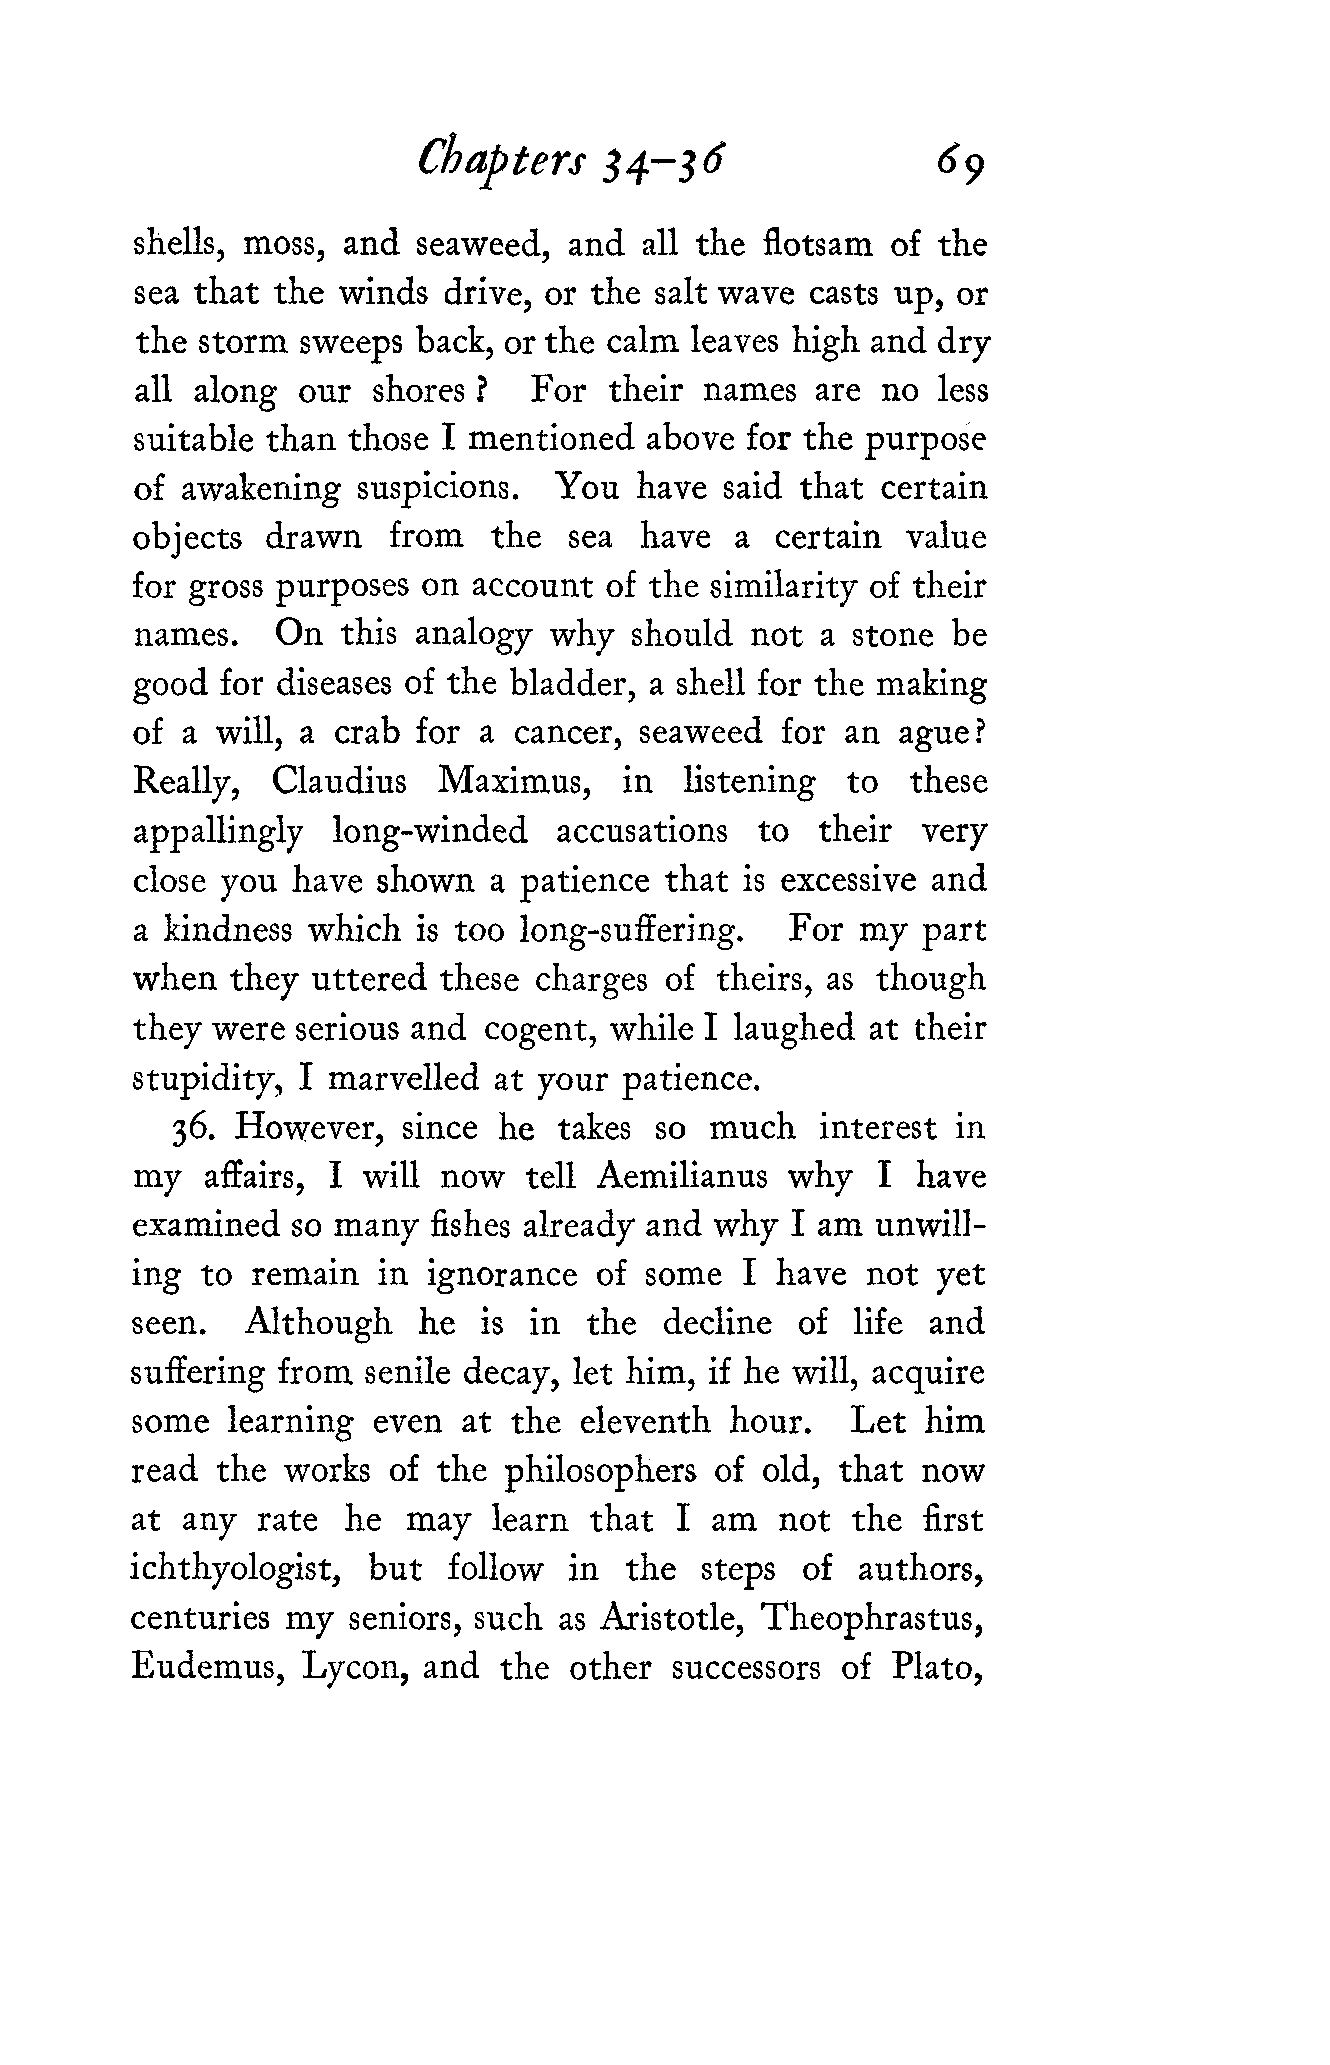 Chapters 34–36 69
shells, moss, and seaweed, and all the flotsam of the
sea that the winds drive, or the salt wave casts up, or
the storm sweeps back, or the calm leaves high and dry
all along our shores ? For their names are no less
suitable than those I mentioned above for the purpose
of awakening suspicions. You have said that certain
objects drawn from the sea have a certain value
for gross purposes on account of the similarity of their
names. On this analogy why should not a stone be
good for diseases of the bladder, a shell for the making
of a will, a crab for a cancer, seaweed for an ague?
Really, Claudius Maximus, in listening to these
appallingly long-winded accusations to their very
close you have shown a patience that is excessive and
a kindness which is too long-suffering. For my part
when they uttered these charges of theirs, as though
they were serious and cogent, while I laughed at their
stupidity, I marvelled at your patience.
36. However, since he takes so much interest in
my affairs, I will now tell Aemilianus why I have
examined so many fishes already and why I am unwill-
ing to remain in ignorance of some I have not yet
seen. Although he is in the decline of life and
suffering from senile decay, let him, if he will, acquire
some learning even at the eleventh hour. Let him
read the works of the philosophers of old, that now
at any rate he may learn that I am not the first
ichthyologist, but follow in the steps of authors,
centuries my seniors, such as Aristotle, Theophrastus,
Eudemus, Lycon, and the other successors of Plato,